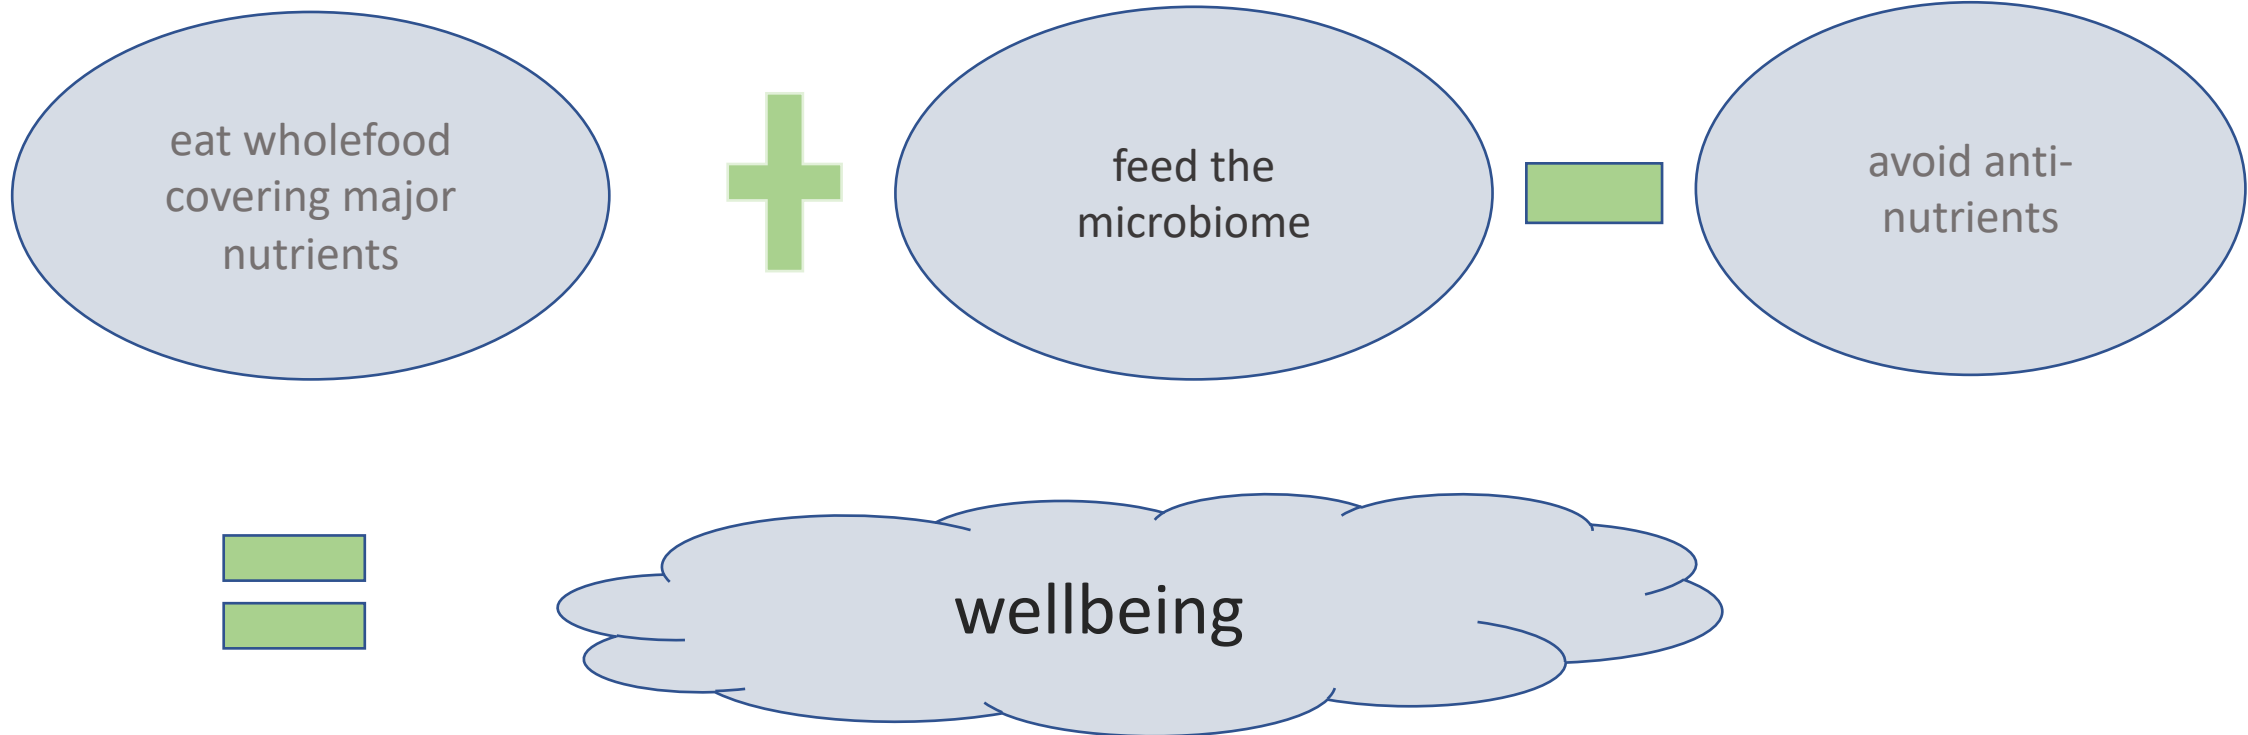 eat wholefood
covering major
nutrients
feed the
microbiome
avoid anti-
nutrients
wellbeing